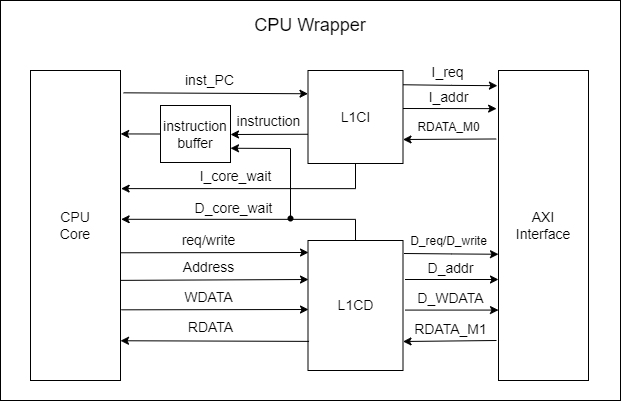 CPU Wrapper
inst_PC
I_req
I_addr
L1CI
instruction
instruction
buffer
RDATA_M0
I_core_wait
D_core_wait
CPU
Core
AXI
Interface
req/write
D_req/D_write
Address
D_addr
WDATA
L1CD
D_WDATA
RDATA
RDATA_M1